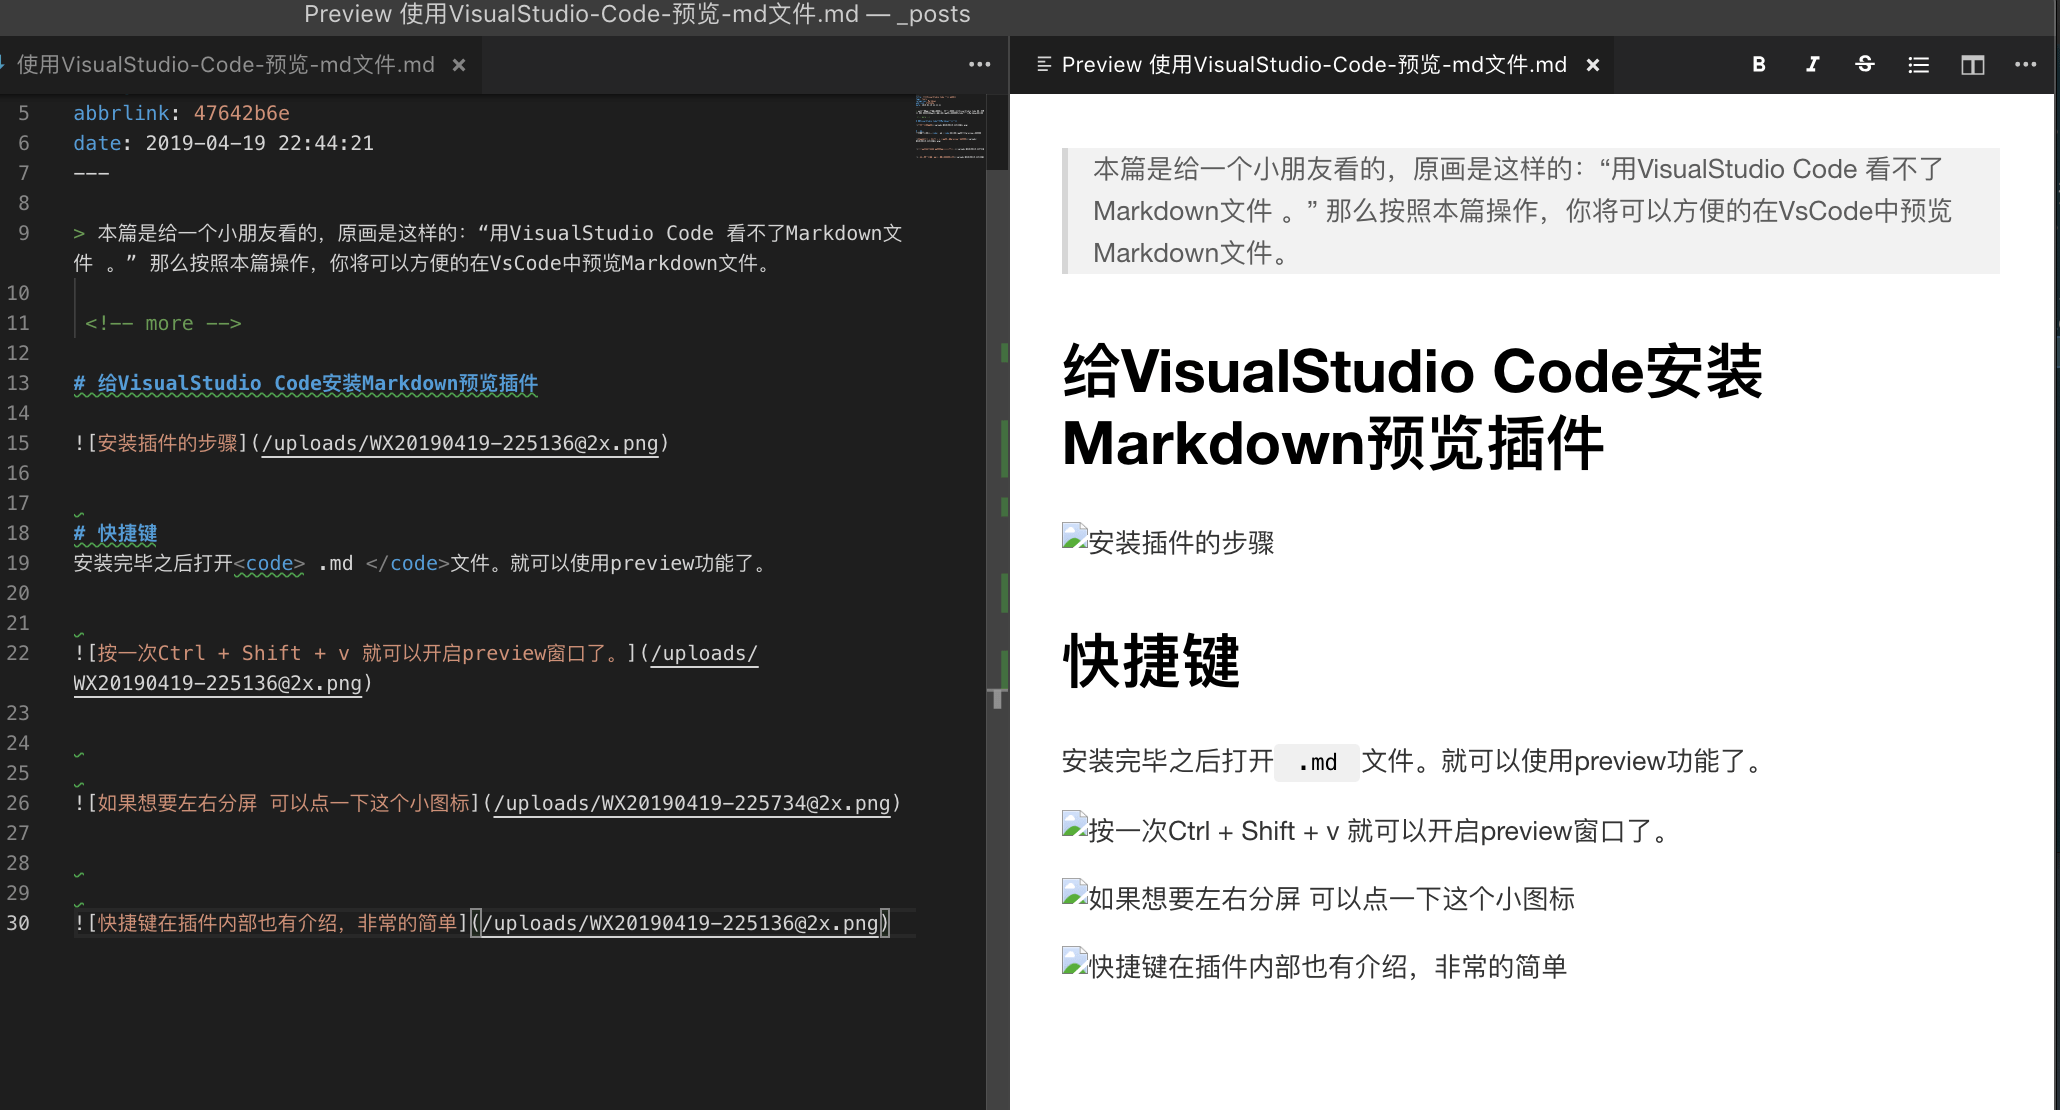 Preview 使用VisualStudio-Code-预览-md文件.md — _posts
使用VisualStudio-Code-预览-md文件.md ×
5 abbrlink: 47642b6e
6 date: 2019-04-19 22:44:21
7 ---
8
9 > 本篇是给一个小朋友看的，原画是这样的：“用VisualStudio Code 看不了Markdown文
件 。” 那么按照本篇操作，你将可以方便的在VsCode中预览Markdown文件。
10
11 <!-- more -->
12
13 # 给VisualStudio Code安装Markdown预览插件
14
15 ![安装插件的步骤](/uploads/WX20190419-225136@2x.png)
16
17
18 # 快捷键
19 安装完毕之后打开<code> .md </code>文件。就可以使用preview功能了。
20
21
22 ![按一次Ctrl + Shift + v 就可以开启preview窗口了。](/uploads/
WX20190419-225136@2x.png)
23
24
25
26 ![如果想要左右分屏 可以点一下这个小图标](/uploads/WX20190419-225734@2x.png)
27
28
29
30 ![快捷键在插件内部也有介绍，非常的简单](/uploads/WX20190419-225136@2x.png)
Preview 使用VisualStudio-Code-预览-md文件.md × B I S
本篇是给一个小朋友看的，原画是这样的：“用VisualStudio Code 看不了
Markdown文件 。” 那么按照本篇操作，你将可以方便的在VsCode中预览
Markdown文件。
给VisualStudio Code安装
Markdown预览插件
安装插件的步骤
快捷键
安装完毕之后打开 .md 文件。就可以使用preview功能了。
按一次Ctrl + Shift + v 就可以开启preview窗口了。
如果想要左右分屏 可以点一下这个小图标
快捷键在插件内部也有介绍，非常的简单